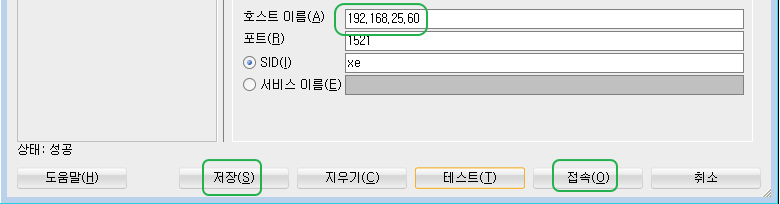 호스트 이름(A) 192,168,25,60
포트(R) 1521
SID(I) xe
서비스 이름(E)
상태: 성공
도움말(H) 저장(S) 지우기(C) 테스트(T) 접속(O) 취소